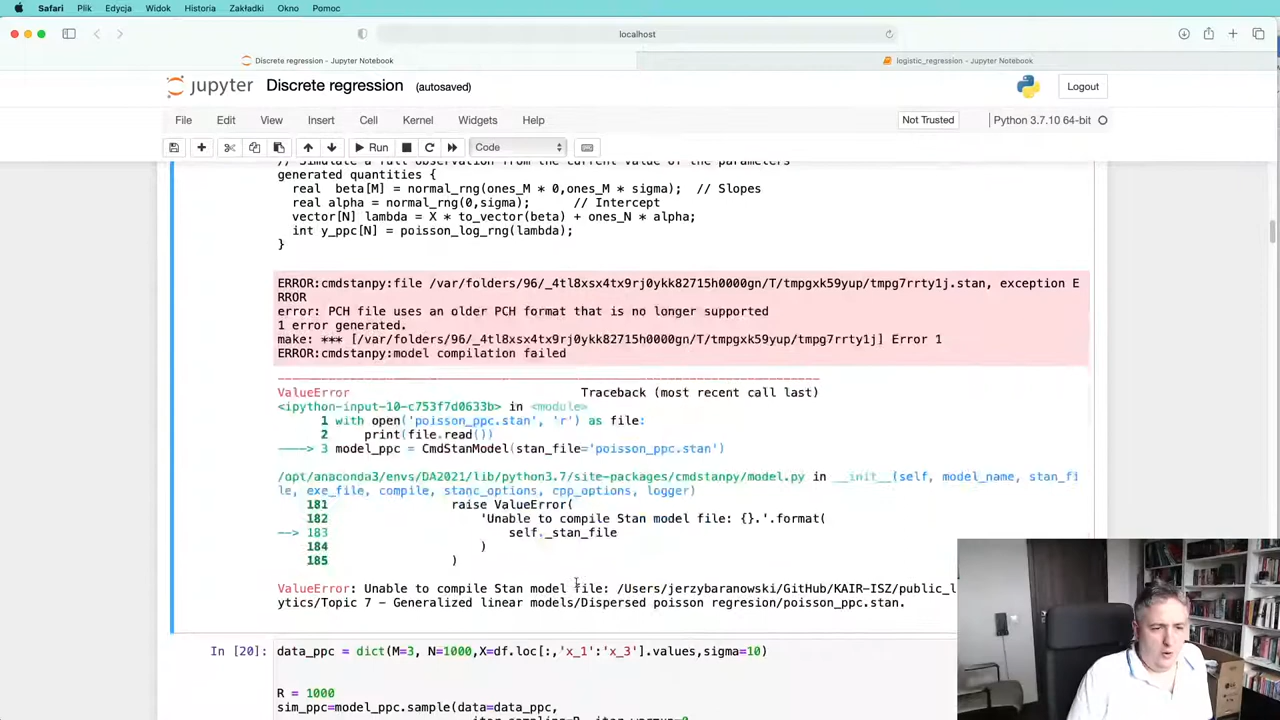 Safari Plik Edycja Widok Historia Zakładki Okno Pomoc
localhost
Discrete regression - Jupyter Notebook
logistic_regression - Jupyter Notebook
jupyter Discrete regression (autosaved)
Logout
File Edit View Insert Cell Kernel Widgets Help
Not Trusted
Python 3.7.10 64-bit
Run
Code
// Simulate a full observation from the current value of the parameters
generated quantities {
real beta[M] = normal_rng(ones_M * 0,ones_M * sigma); // Slopes
real alpha = normal_rng(0,sigma); // Intercept
vector[N] lambda = X * to_vector(beta) + ones_N * alpha;
int y_ppc[N] = poisson_log_rng(lambda);
}
ERROR:cmdstanpy:file /var/folders/96/_4tl8xsx4tx9rj0ykk82715h0000gn/T/tmpgxk59yup/tmpg7rrty1j.stan, exception E
RROR
error: PCH file uses an older PCH format that is no longer supported
1 error generated.
make: *** [/var/folders/96/_4tl8xsx4tx9rj0ykk82715h0000gn/T/tmpgxk59yup/tmpg7rrty1j] Error 1
ERROR:cmdstanpy:model compilation failed
ValueError Traceback (most recent call last)
<ipython-input-10-c753f7d0633b> in <module>
1 with open('poisson_ppc.stan', 'r') as file:
2 print(file.read())
----> 3 model_ppc = CmdStanModel(stan_file='poisson_ppc.stan')
/opt/anaconda3/envs/DA2021/lib/python3.7/site-packages/cmdstanpy/model.py in __init__(self, model_name, stan_fi
le, exe_file, compile, stanc_options, cpp_options, logger)
181 raise ValueError(
182 'Unable to compile Stan model file: {}.'.format(
--> 183 self._stan_file
184 )
185 )
ValueError: Unable to compile Stan model file: /Users/jerzybaranowski/GitHub/KAIR-ISZ/public_l
ytics/Topic 7 - Generalized linear models/Dispersed poisson regresion/poisson_ppc.stan.
In [20]: data_ppc = dict(M=3, N=1000,X=df.loc[:,'x_1':'x_3'].values,sigma=10)
R = 1000
sim_ppc=model_ppc.sample(data=data_ppc,